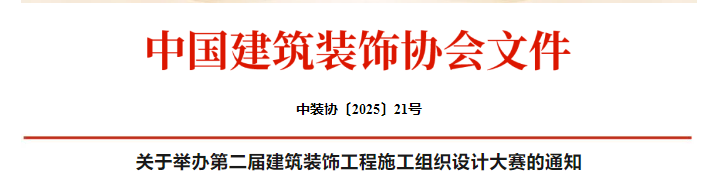 中国建筑装饰协会文件
中装协〔2025〕21号
关于举办第二届建筑装饰工程施工组织设计大赛的通知